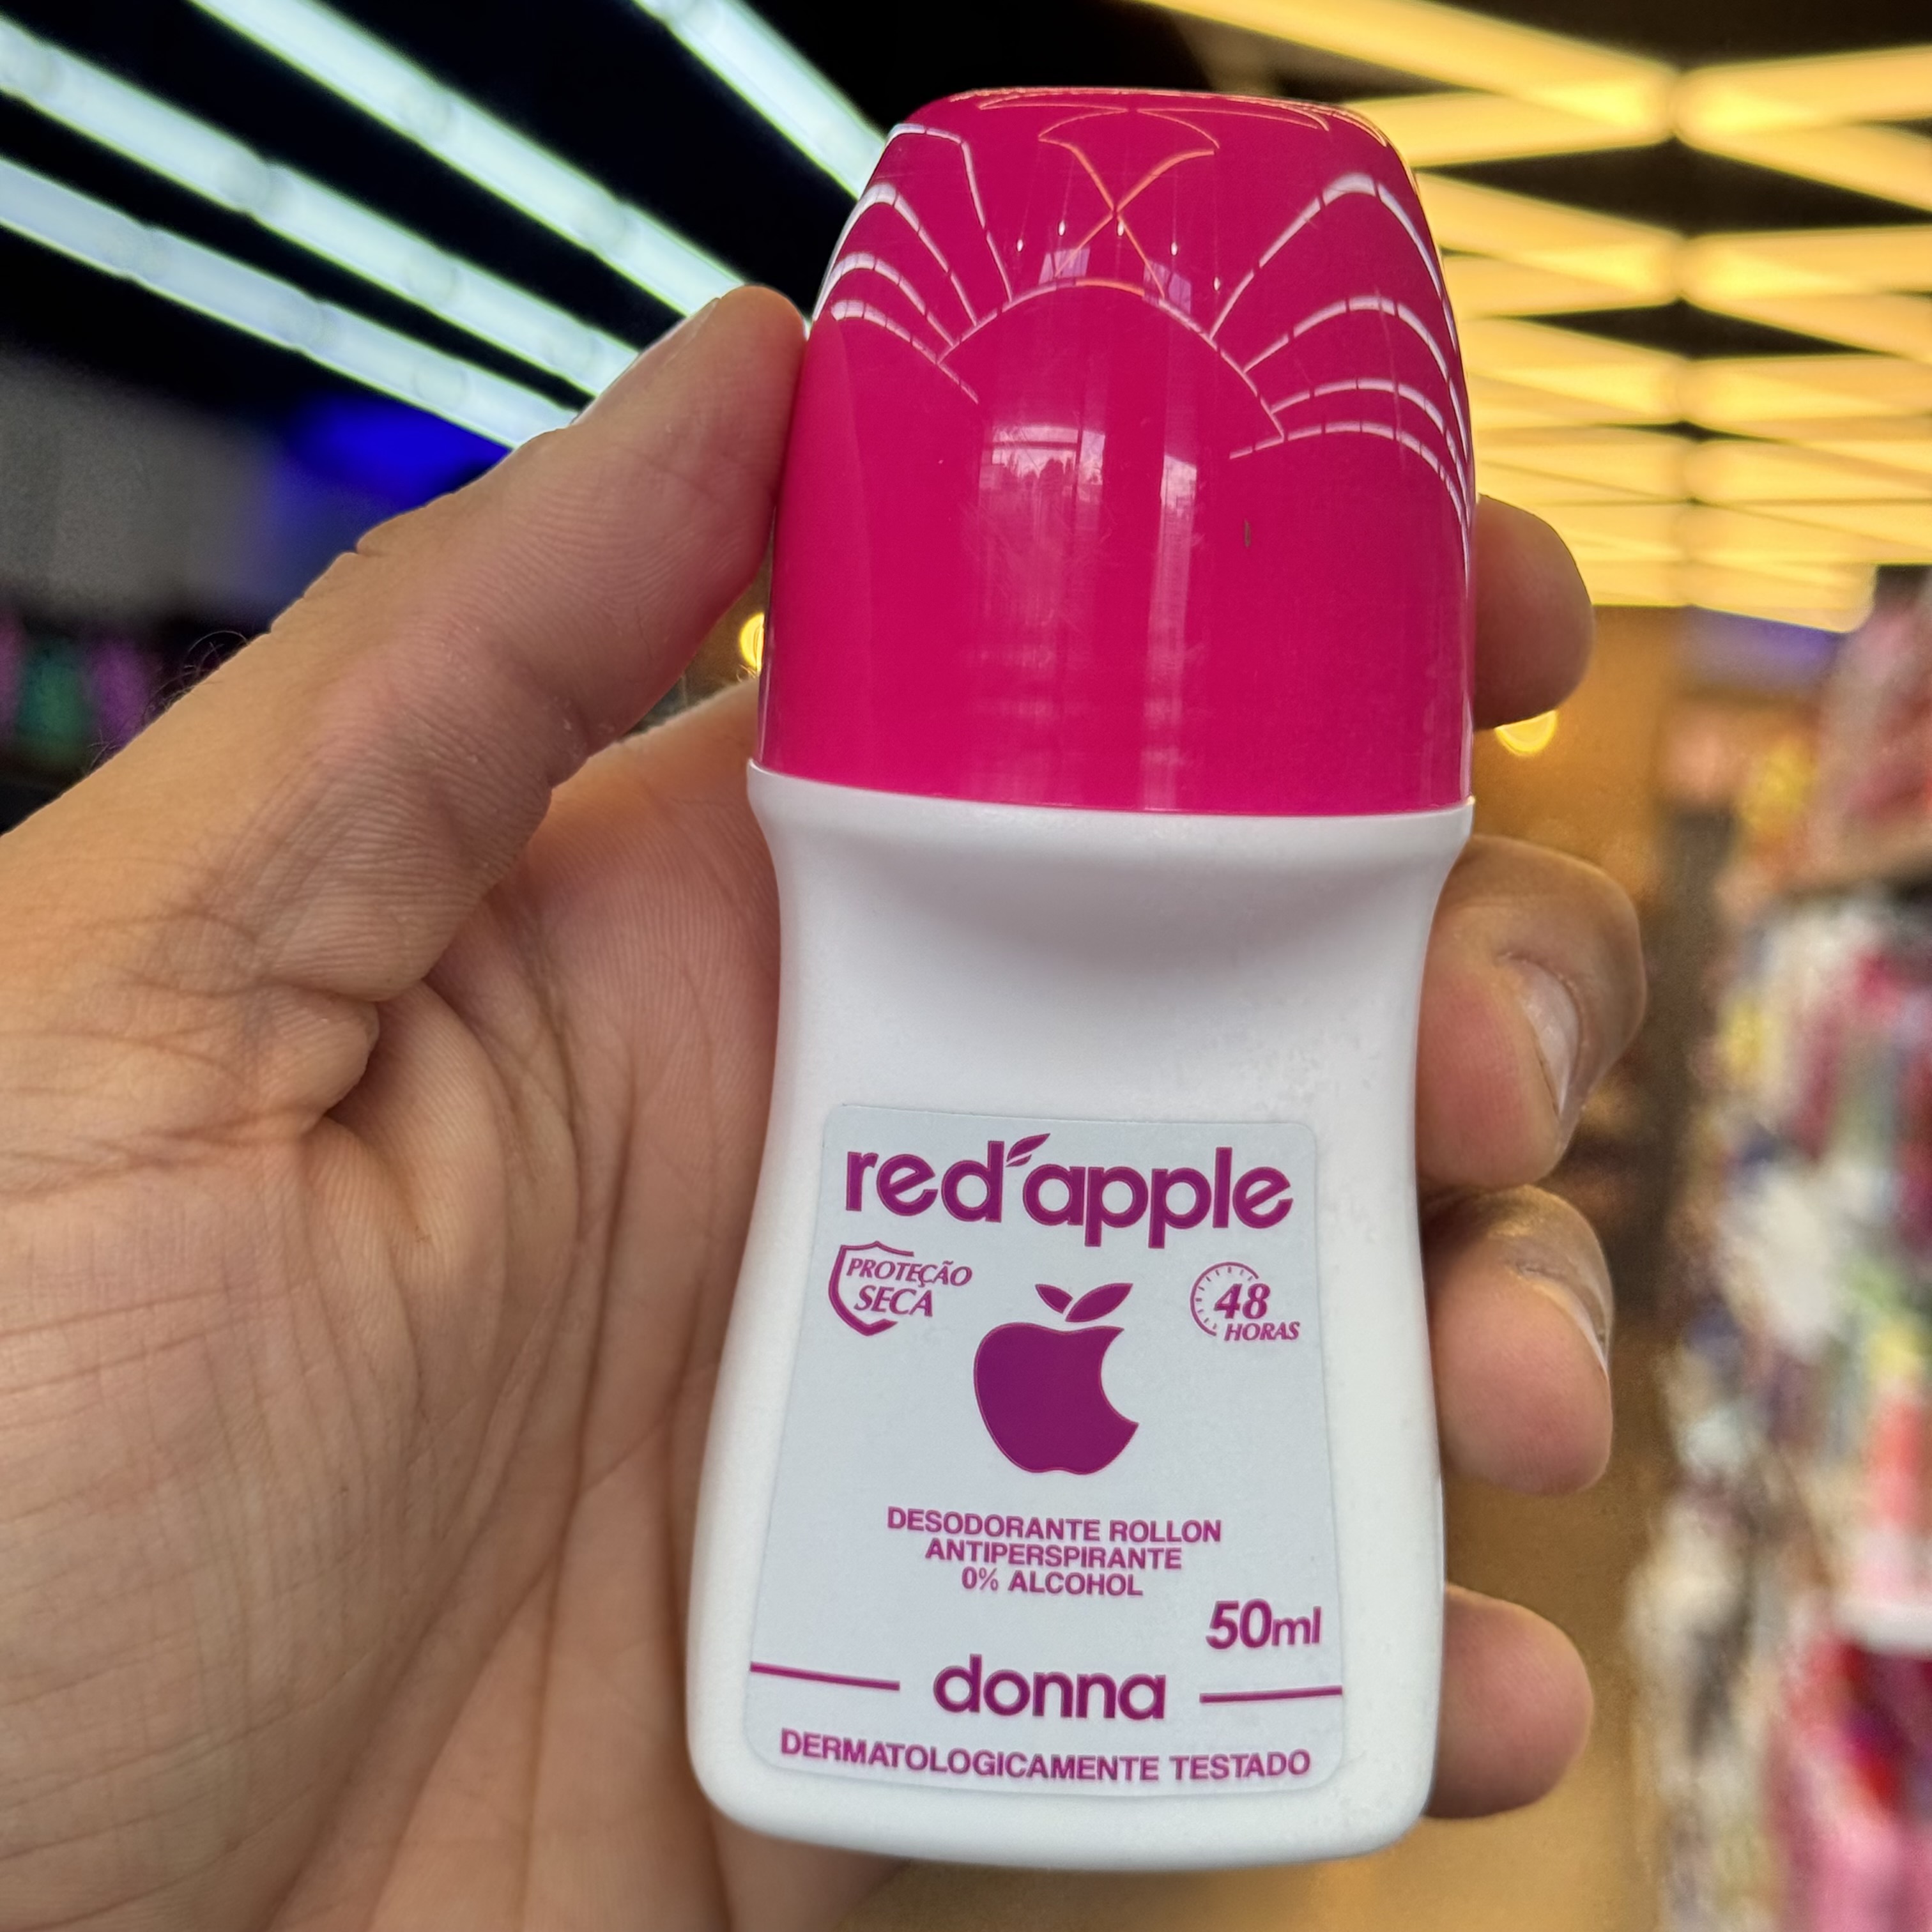 red'apple
PROTEÇÃO
SECA
48
HORAS
DESODORANTE ROLLON
ANTIPERSPIRANTE
0% ALCOHOL
50ml
donna
DERMATOLOGICAMENTE TESTADO